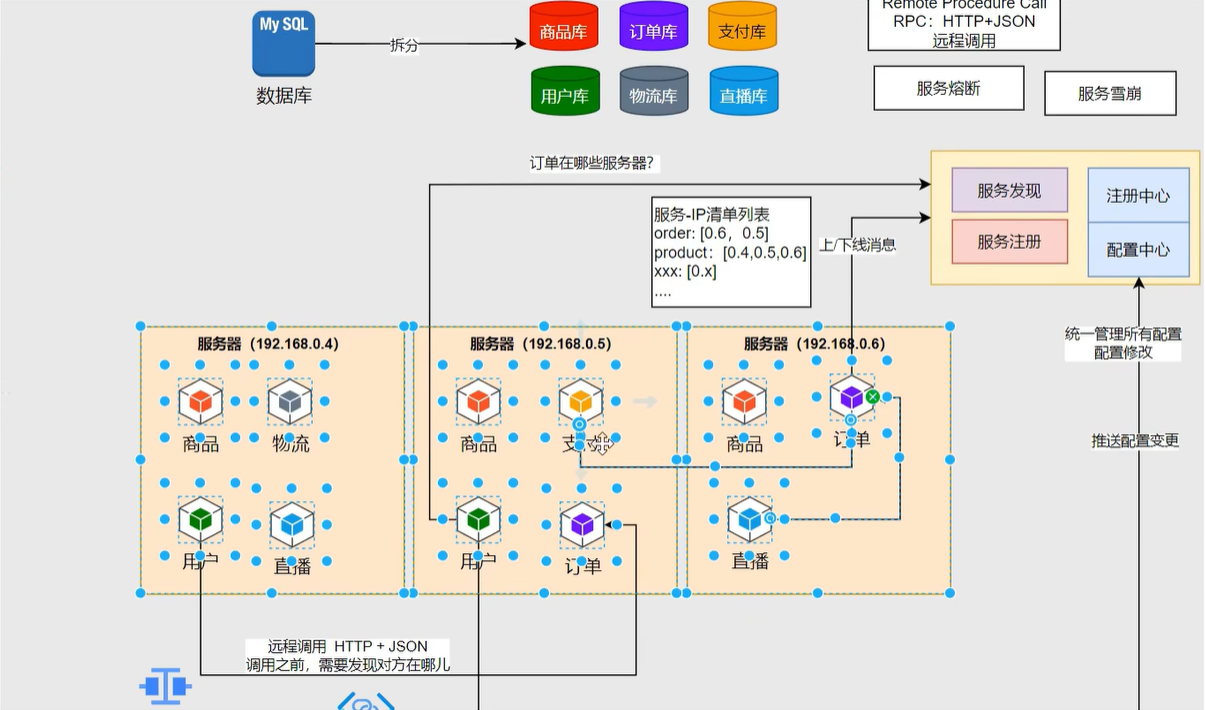 Remote Procedure Call
RPC：HTTP+JSON
远程调用
My SQL
拆分
商品库
订单库
支付库
用户库
物流库
直播库
数据库
服务熔断
服务雪崩
订单在哪些服务器？
服务-IP清单列表
order: [0.6，0.5]
product：[0.4,0.5,0.6]
xxx: [0.x]
....
上/下线消息
服务发现
服务注册
注册中心
配置中心
统一管理所有配置
配置修改
推送配置变更
服务器（192.168.0.4）
商品
物流
用户
直播
服务器（192.168.0.5）
商品
用户
订单
服务器（192.168.0.6）
商品
订单
直播
远程调用 HTTP + JSON
调用之前，需要发现对方在哪儿